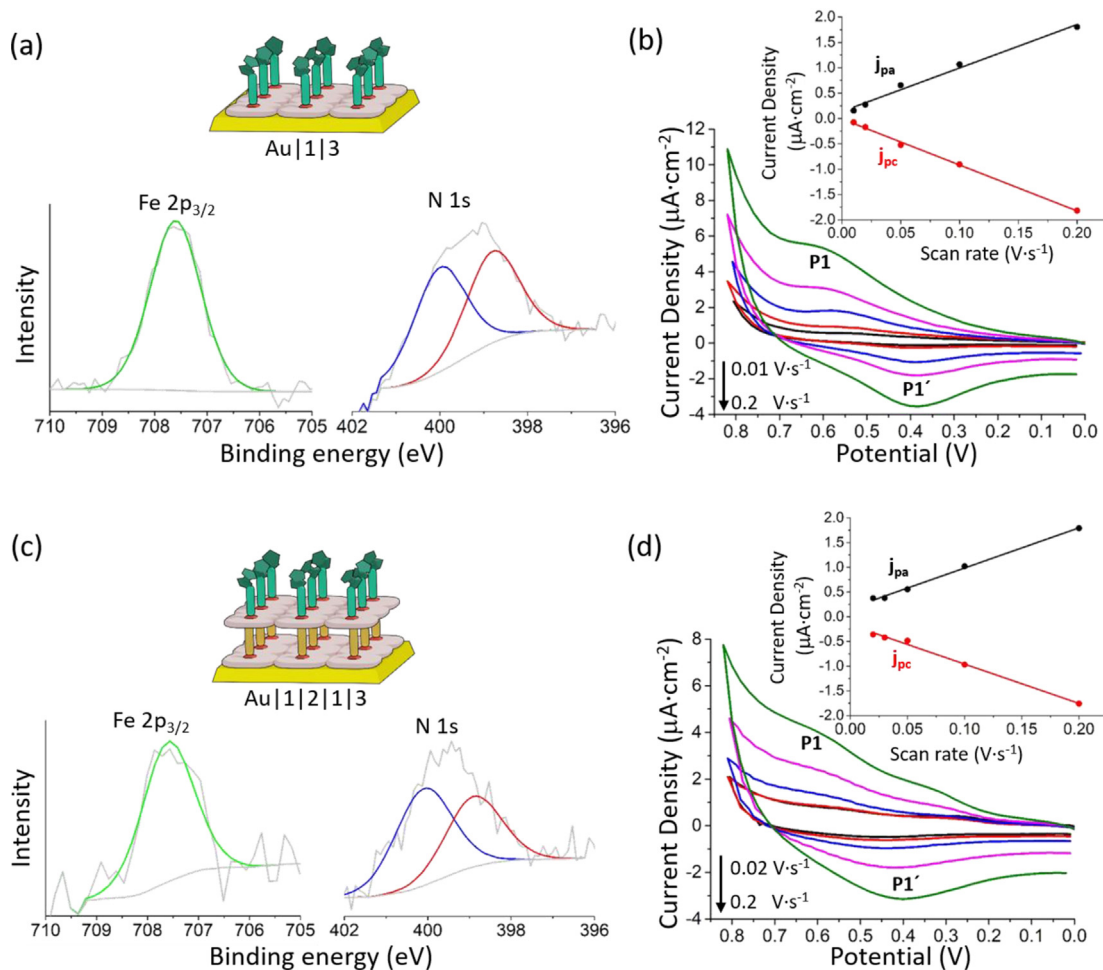 (a)
Au|1|3
Fe 2p3/2
N 1s
Intensity
710 709 708 707 706 705
402 400 398 396
Binding energy (eV)
(b)
Current Density (µA·cm-2)
12
10
8
6
4
2
0
-2
-4
0.8 0.7 0.6 0.5 0.4 0.3 0.2 0.1 0.0
Potential (V)
P1
P1´
0.01 V·s-1
0.2 V·s-1
Current Density
(µA·cm-2)
2.0
1.5
1.0
0.5
0.0
-0.5
-1.0
-1.5
-2.0
jpa
jpc
0.00 0.05 0.10 0.15 0.20
Scan rate (V·s-1)
(c)
Au|1|2|1|3
Fe 2p3/2
N 1s
Intensity
710 709 708 707 706 705
402 400 398 396
Binding energy (eV)
(d)
Current Density (µA·cm-2)
8
6
4
2
0
-2
-4
0.8 0.7 0.6 0.5 0.4 0.3 0.2 0.1 0.0
Potential (V)
P1
P1´
0.02 V·s-1
0.2 V·s-1
Current Density
(µA·cm-2)
2.0
1.5
1.0
0.5
0.0
-0.5
-1.0
-1.5
-2.0
jpa
jpc
0.00 0.05 0.10 0.15 0.20
Scan rate (V·s-1)